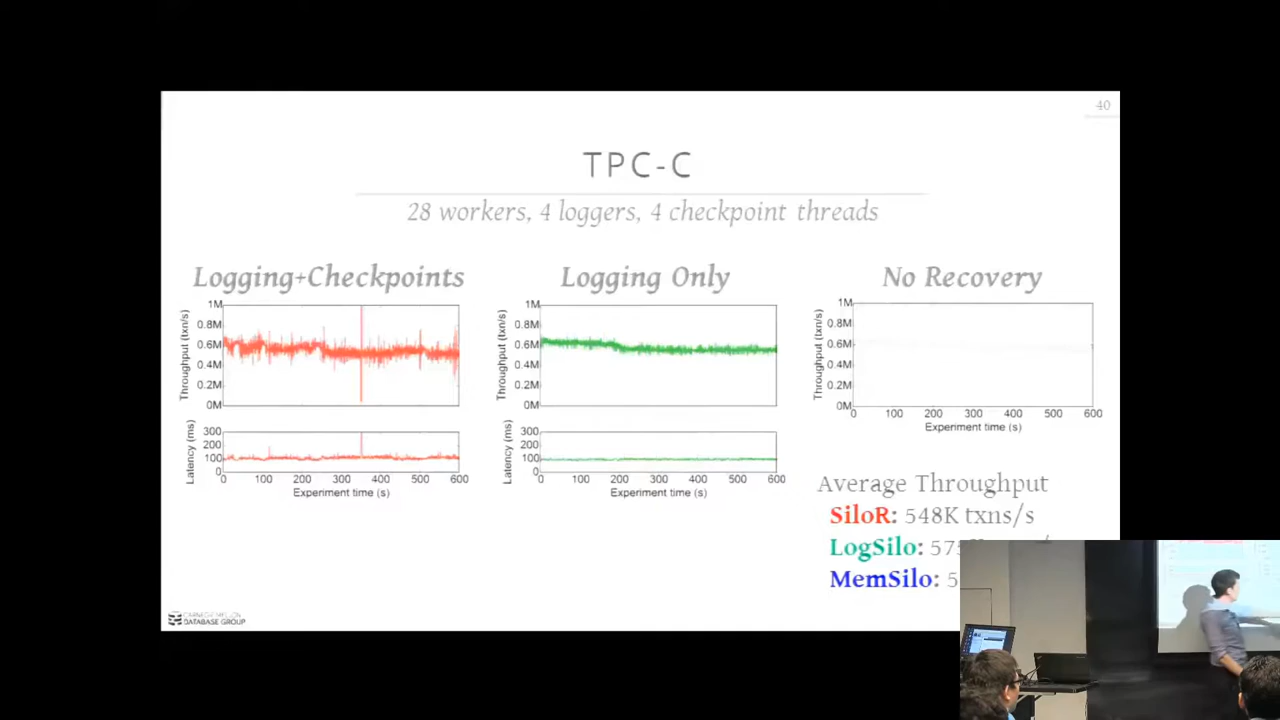 40
TPC-C
28 workers, 4 loggers, 4 checkpoint threads
Logging+Checkpoints
Throughput (txn/s)
1M
0.8M
0.6M
0.4M
0.2M
0M
Latency (ms)
300
200
100
0
0 100 200 300 400 500 600
Experiment time (s)
Logging Only
Throughput (txn/s)
1M
0.8M
0.6M
0.4M
0.2M
0M
Latency (ms)
300
200
100
0
0 100 200 300 400 500 600
Experiment time (s)
No Recovery
Throughput (txn/s)
1M
0.8M
0.6M
0.4M
0.2M
0M
0 100 200 300 400 500 600
Experiment time (s)
Average Throughput
SiloR: 548K txns/s
LogSilo: 57
MemSilo: 5
CARNEGIE MELLON
DATABASE GROUP